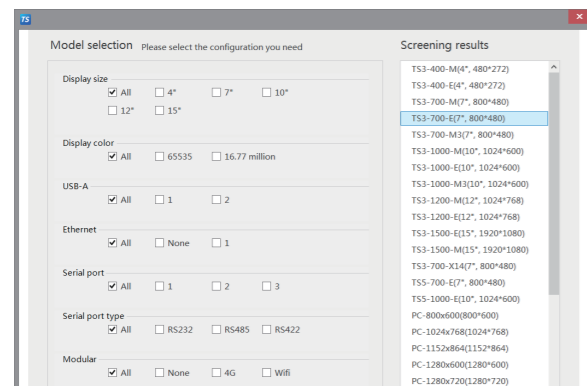 TS
Model selection Please select the configuration you need
Display size
All 4" 7" 10"
12" 15"
Display color
All 65535 16.77 million
USB-A
All 1 2
Ethernet
All None 1
Serial port
All 1 2 3
Serial port type
All RS232 RS485 RS422
Modular
All None 4G Wifi
Screening results
TS3-400-M(4", 480*272)
TS3-400-E(4", 480*272)
TS3-700-M(7", 800*480)
TS3-700-E(7", 800*480)
TS3-700-M3(7", 800*480)
TS3-1000-M(10", 1024*600)
TS3-1000-E(10", 1024*600)
TS3-1000-M3(10", 1024*600)
TS3-1200-M(12", 1024*768)
TS3-1200-E(12", 1024*768)
TS3-1500-E(15", 1920*1080)
TS3-1500-M(15", 1920*1080)
TS3-700-X14(7", 800*480)
TS5-700-E(7", 800*480)
TS5-1000-E(10", 1024*600)
PC-800x600(800*600)
PC-1024x768(1024*768)
PC-1152x864(1152*864)
PC-1280x600(1280*600)
PC-1280x720(1280*720)